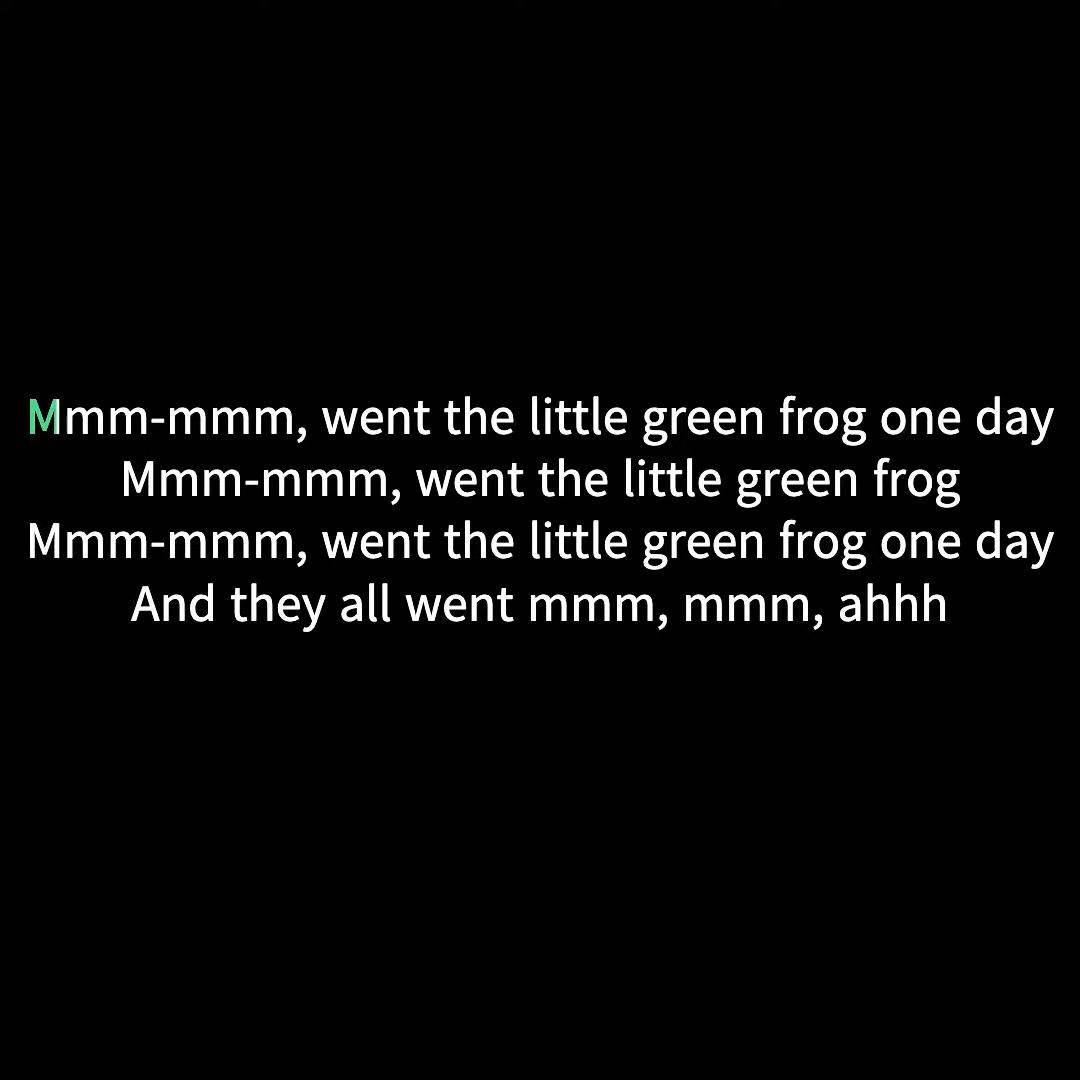 Mmm-mmm, went the little green frog one day
Mmm-mmm, went the little green frog
Mmm-mmm, went the little green frog one day
And they all went mmm, mmm, ahhh